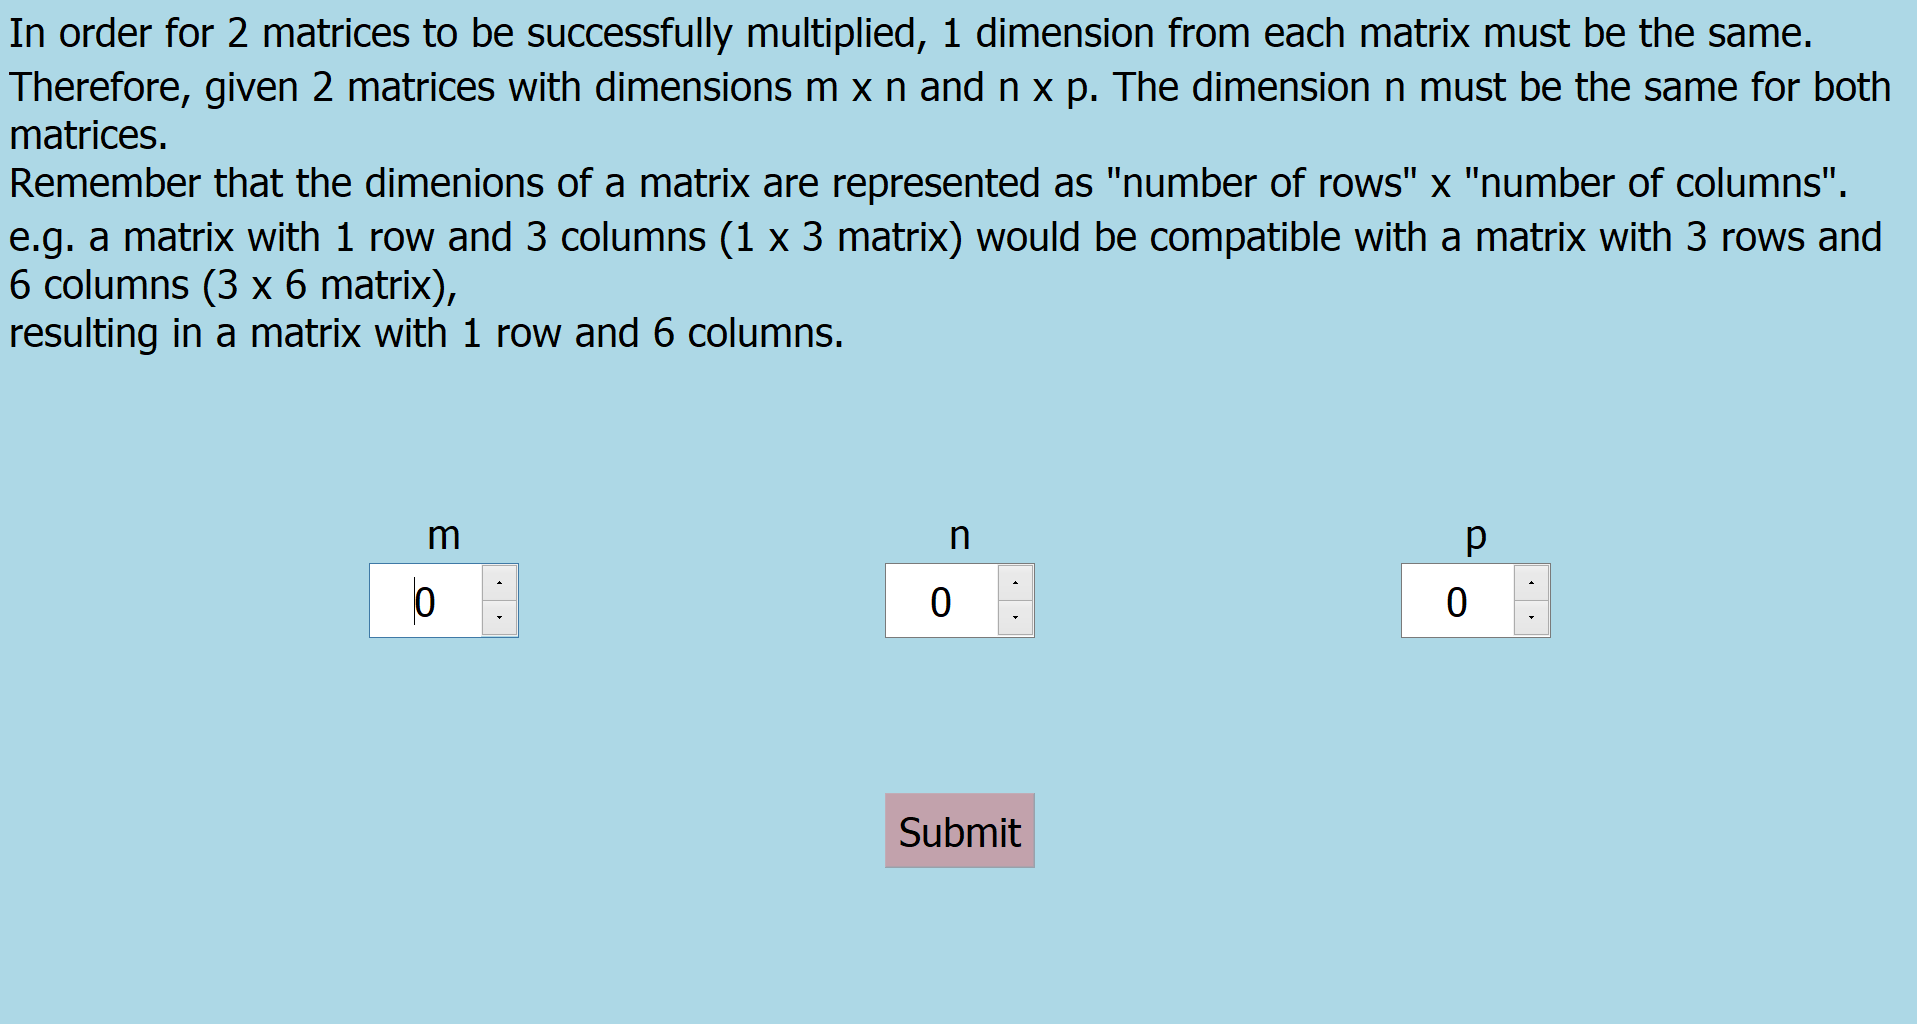 In order for 2 matrices to be successfully multiplied, 1 dimension from each matrix must be the same.
Therefore, given 2 matrices with dimensions m x n and n x p. The dimension n must be the same for both
matrices.
Remember that the dimenions of a matrix are represented as "number of rows" x "number of columns".
e.g. a matrix with 1 row and 3 columns (1 x 3 matrix) would be compatible with a matrix with 3 rows and
6 columns (3 x 6 matrix),
resulting in a matrix with 1 row and 6 columns.
m n p
0 0 0
Submit